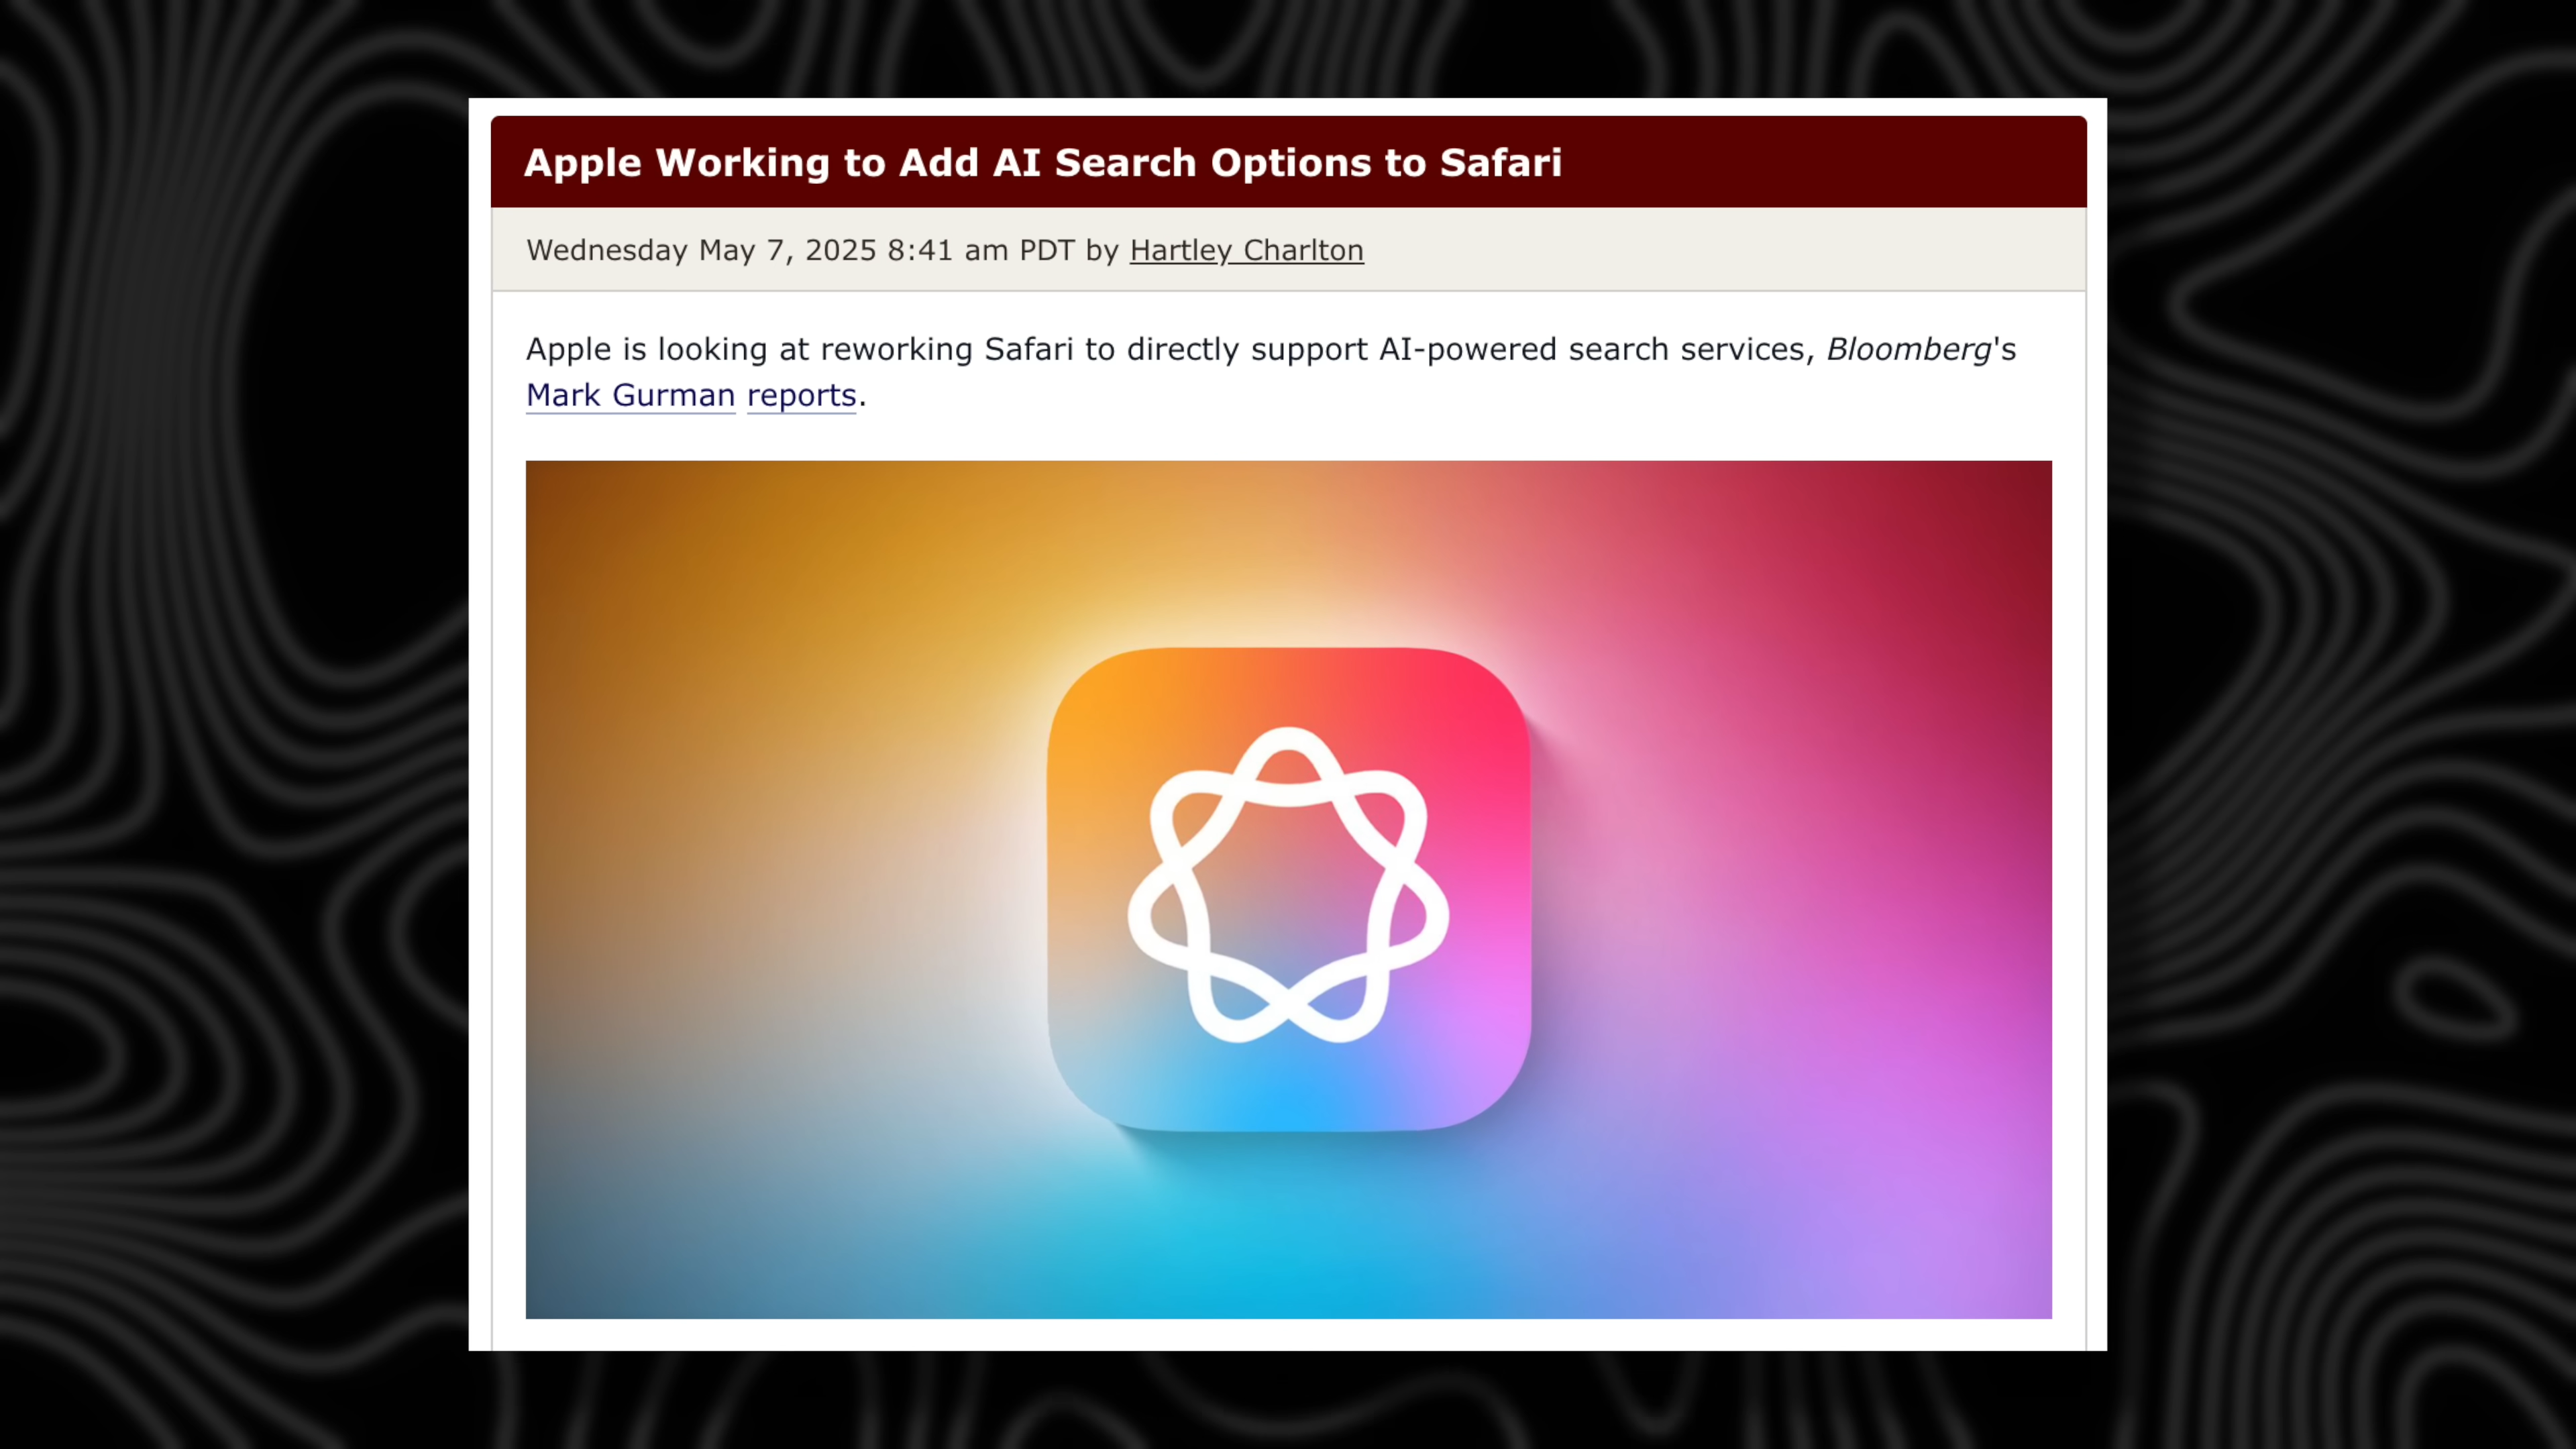 Apple Working to Add AI Search Options to Safari
Wednesday May 7, 2025 8:41 am PDT by Hartley Charlton
Apple is looking at reworking Safari to directly support AI-powered search services, Bloomberg's
Mark Gurman reports.